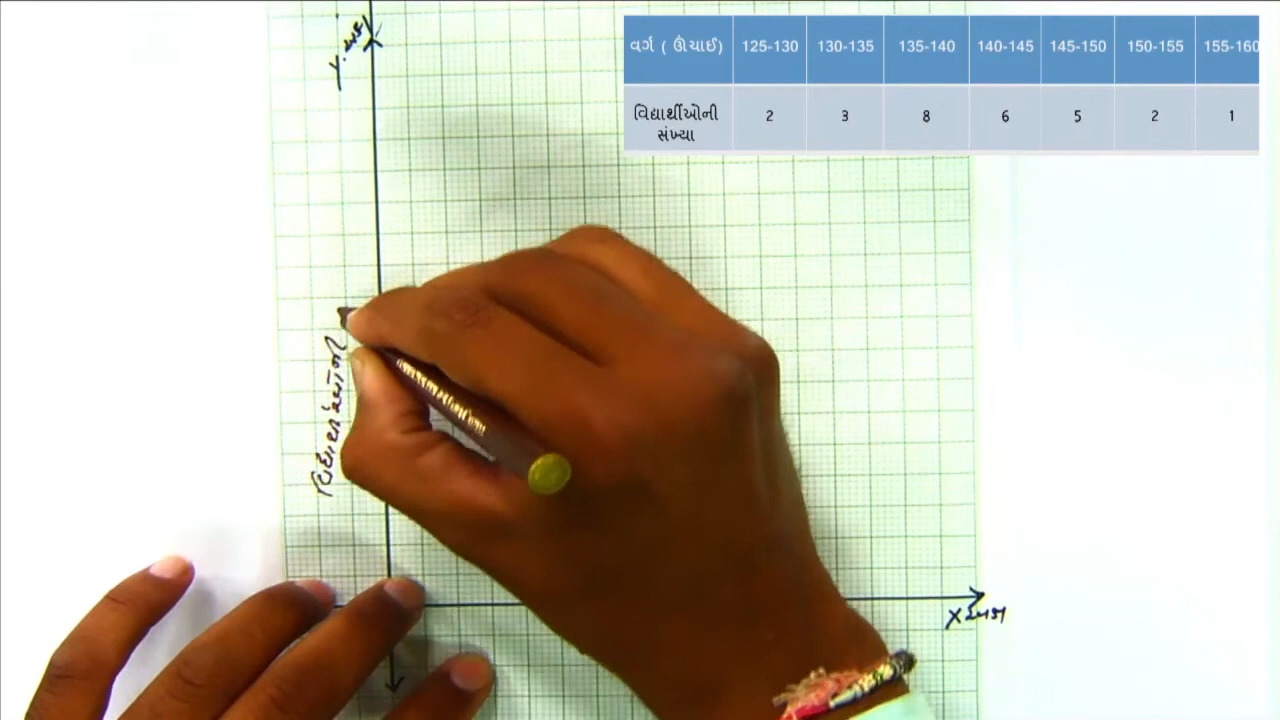 વર્ગ ( ઊંચાઈ) 125-130 130-135 135-140 140-145 145-150 150-155 155-160
વિદ્યાર્થીઓની સંખ્યા 2 3 8 6 5 2 1
Y. અક્ષ
વિદ્યાર્થીઓની
X અક્ષ